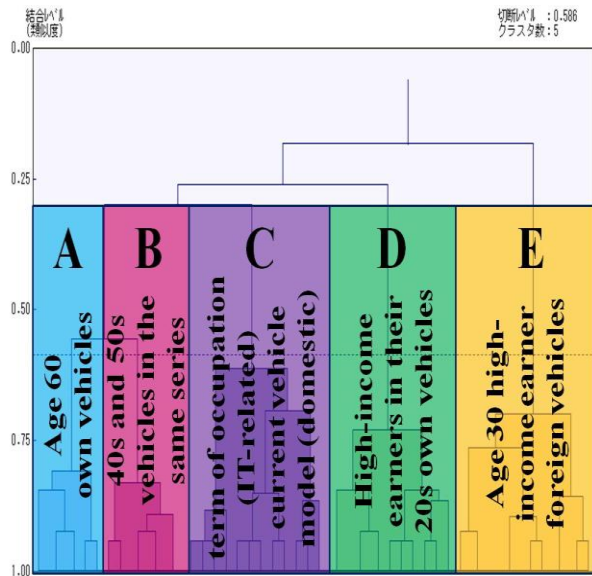 結合レベル
(類似度)
切断レベル :0.586
クラスタ数:5
0.00
0.25
0.50
0.75
1.00
A
Age 60
own vehicles
B
40s and 50s
vehicles in the
same series
C
term of occupation
(IT-related)
current vehicle
model (domestic)
D
High-income
earners in their
20s own vehicles
E
Age 30 high-
income earner
foreign vehicles